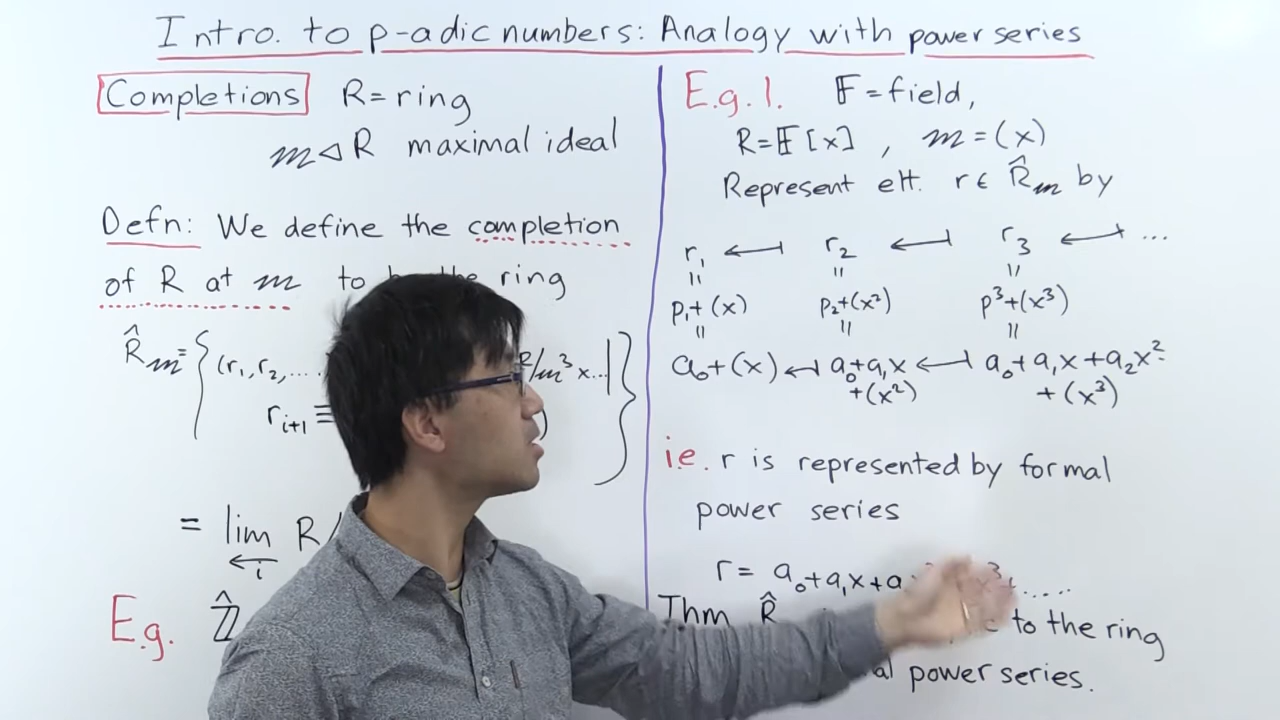 Intro. to p-adic numbers: Analogy with power series
Completions R = ring
m ◁ R maximal ideal
Defn: We define the completion
of R at m to the ring
R̂m = { (r₁, r₂, .... R/m³ x...| }
rᵢ₊₁ ≡ )
= lim R/
← i
E.g. ℤ̂
E.g. 1. 𝔽 = field,
R = 𝔽[x] , m = (x)
Represent elt. r ∈ R̂m by
r₁ ↤ r₂ ↤ r₃ ↤ ...
= = =
p₁+(x) p₂+(x²) p³+(x³)
= = =
a₀+(x) ↤ a₀+a₁x ↤ a₀+a₁x+a₂x²
+(x²) +(x³)
i.e. r is represented by formal
power series
r = a₀+a₁x+a .....
Thm R̂ to the ring
power series.